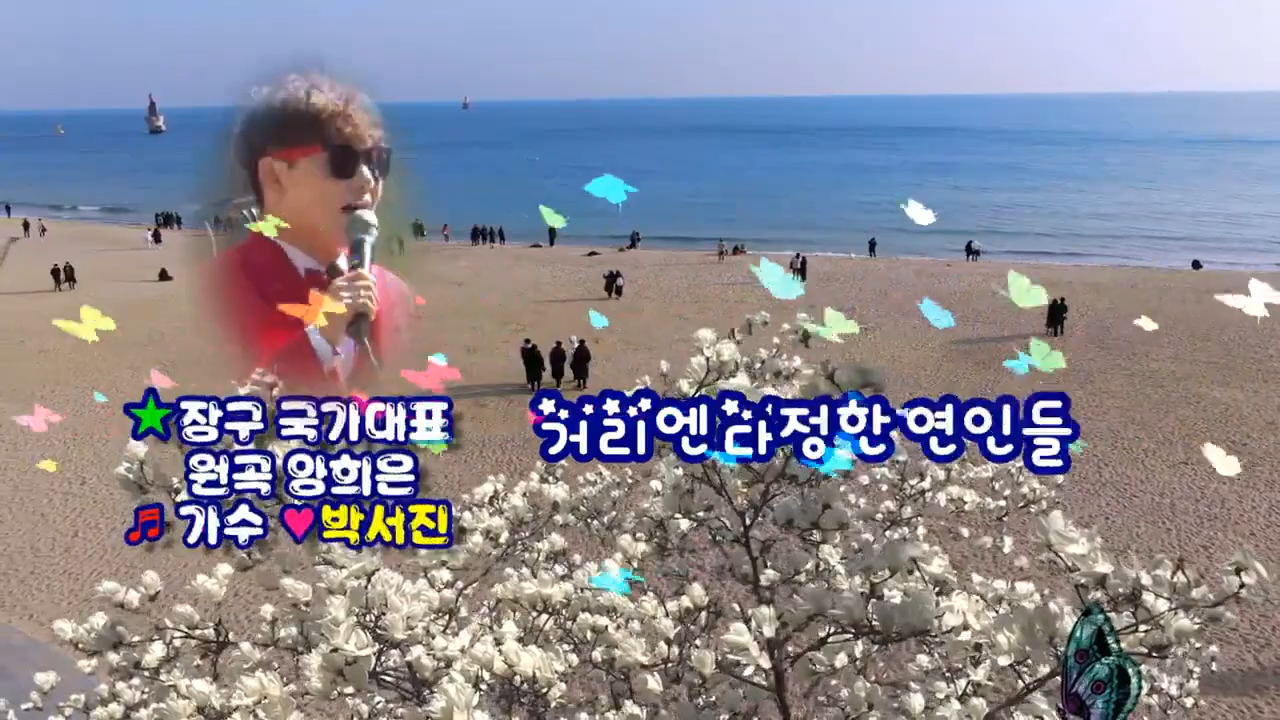 ★장구 국가대표
원곡 양희은
♬ 가수 ♥박서진
거리엔 다정한 연인들